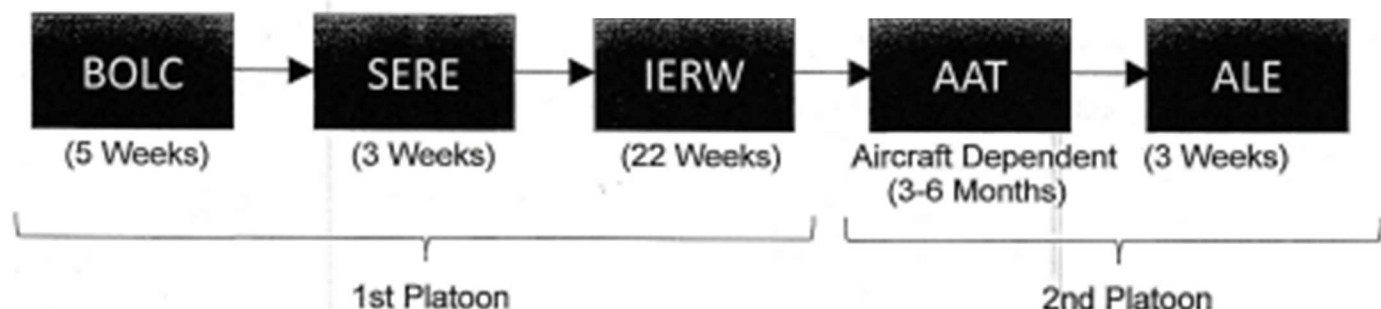 BOLC
SERE
IERW
AAT
ALE
(5 Weeks)
(3 Weeks)
(22 Weeks)
Aircraft Dependent
(3-6 Months)
(3 Weeks)
1st Platoon
2nd Platoon